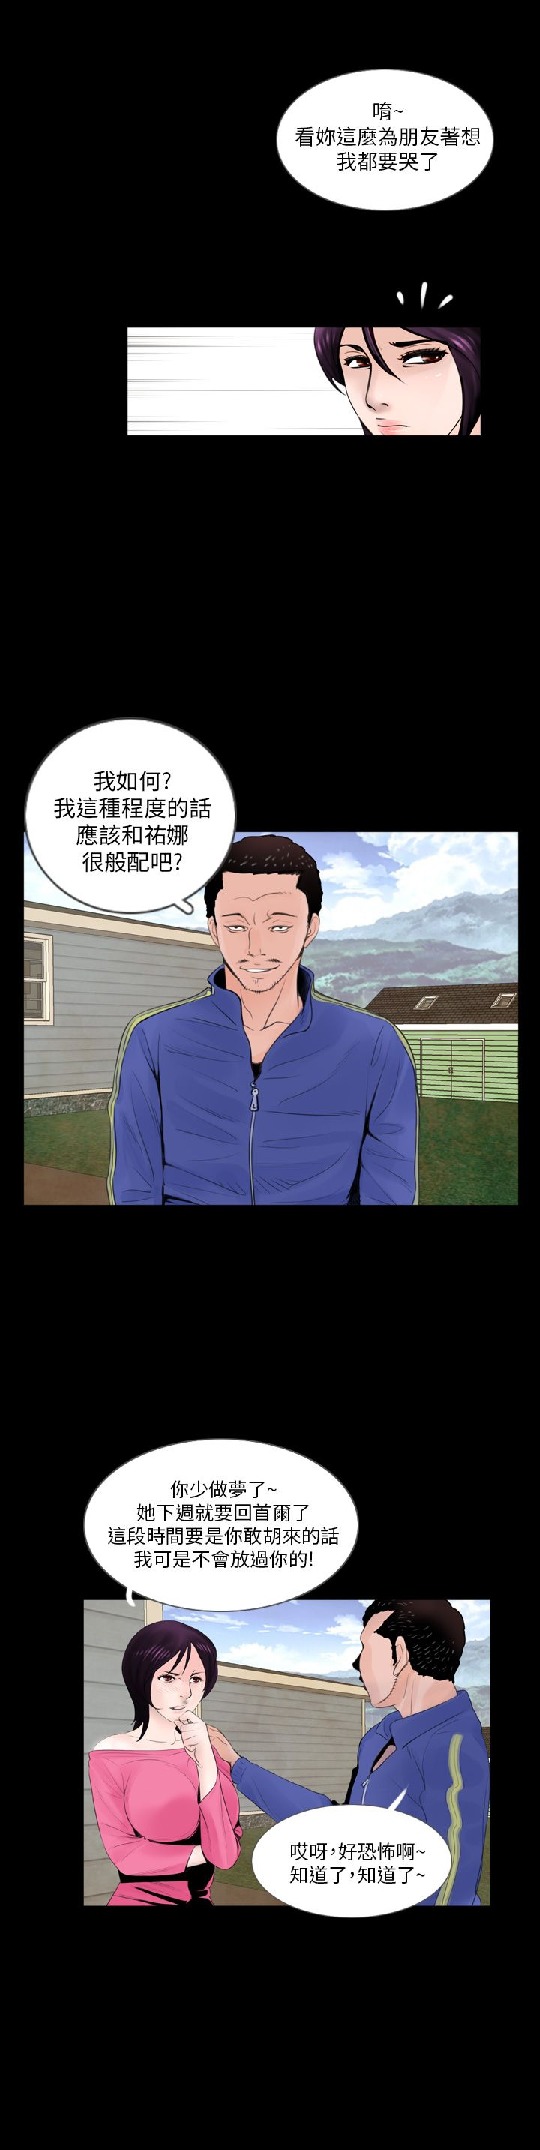 唷~
看妳這麼為朋友著想
我都要哭了
我如何?
我這種程度的話
應該和祐娜
很般配吧?
你少做夢了~
她下週就要回首爾了
這段時間要是你敢胡來的話
我可是不會放過你的!
哎呀，好恐怖啊~
知道了，知道了~